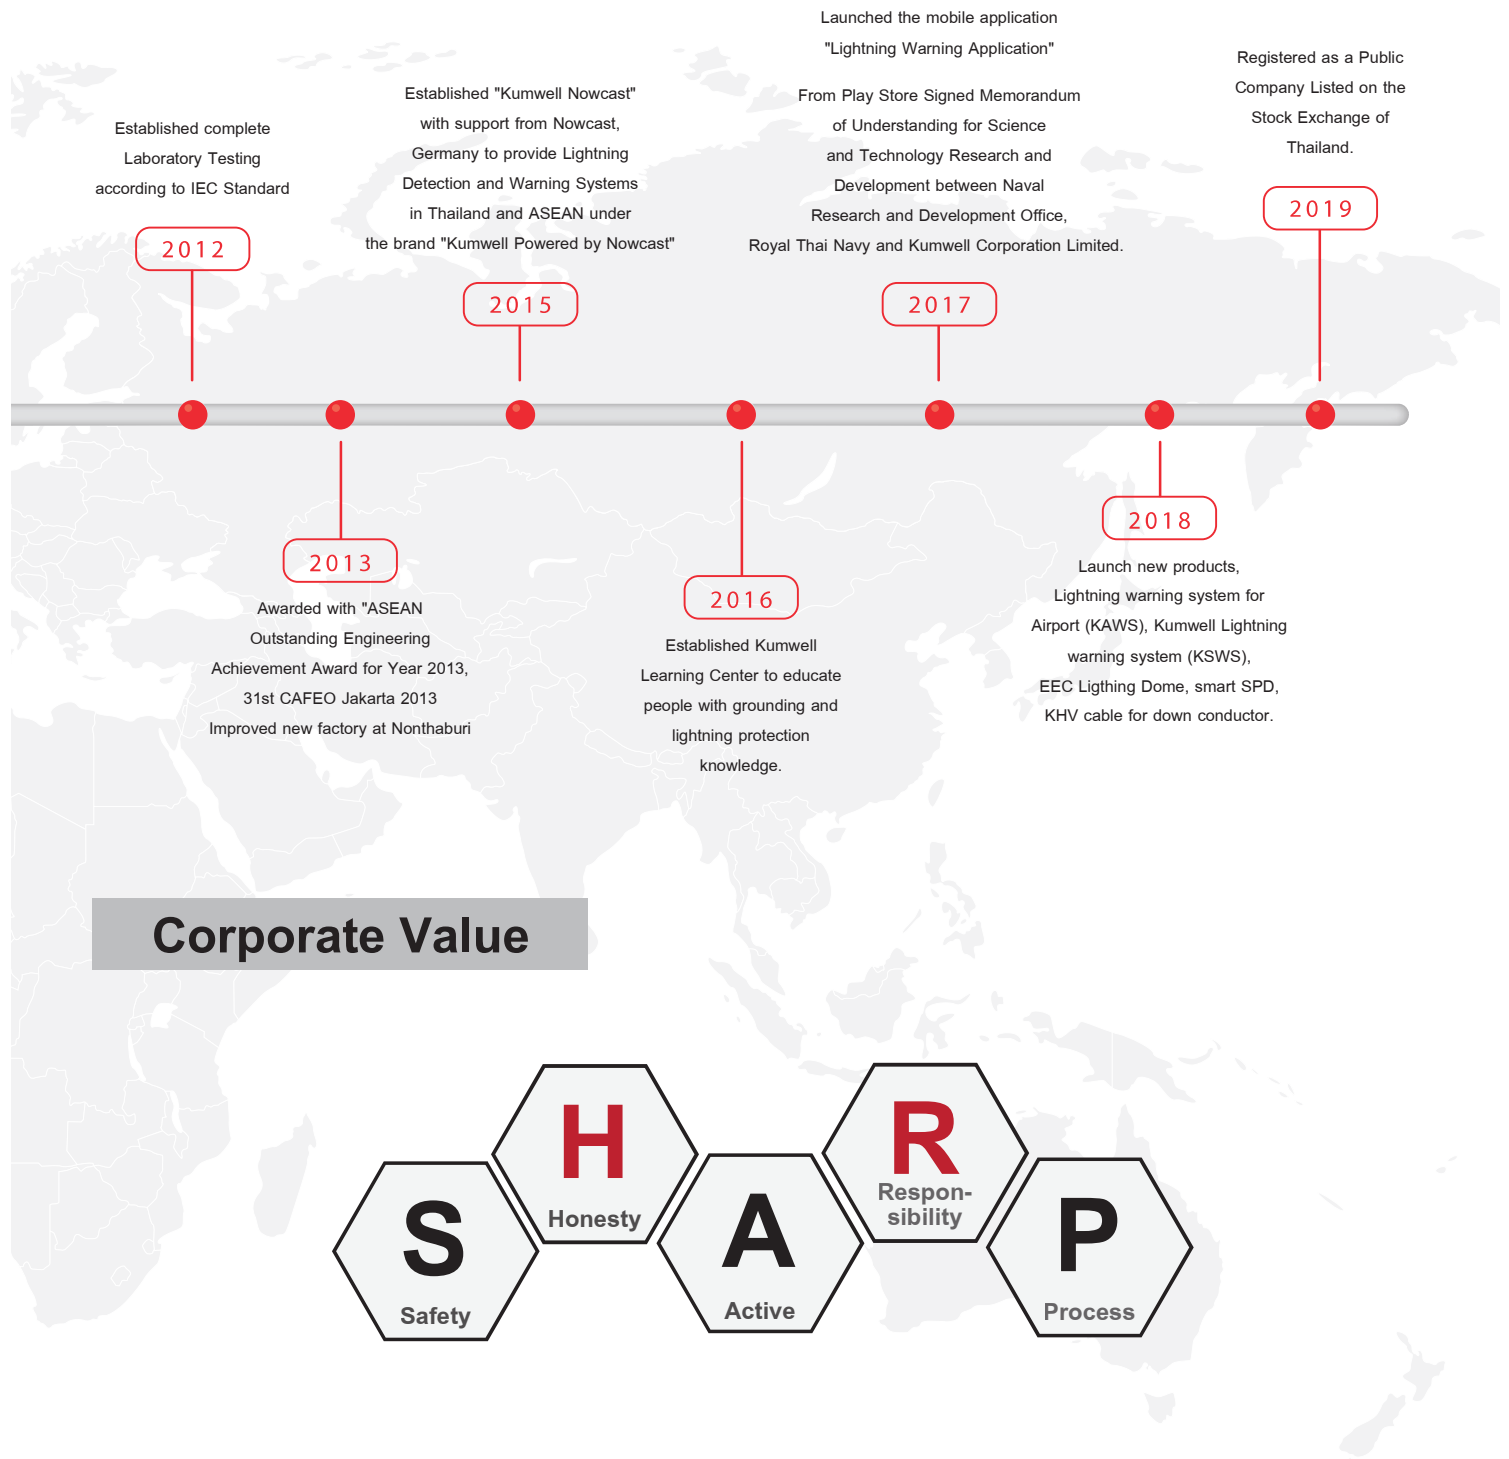 Established complete
Laboratory Testing
according to IEC Standard
2012
Awarded with "ASEAN
Outstanding Engineering
Achievement Award for Year 2013,
31st CAFEO Jakarta 2013
Improved new factory at Nonthaburi
2013
Established "Kumwell Nowcast"
with support from Nowcast,
Germany to provide Lightning
Detection and Warning Systems
in Thailand and ASEAN under
the brand "Kumwell Powered by Nowcast"
2015
2016
Established Kumwell
Learning Center to educate
people with grounding and
lightning protection
knowledge.
Launched the mobile application
"Lightning Warning Application"
From Play Store Signed Memorandum
of Understanding for Science
and Technology Research and
Development between Naval
Research and Development Office,
Royal Thai Navy and Kumwell Corporation Limited.
2017
2018
Launch new products,
Lightning warning system for
Airport (KAWS), Kumwell Lightning
warning system (KSWS),
EEC Ligthing Dome, smart SPD,
KHV cable for down conductor.
Registered as a Public
Company Listed on the
Stock Exchange of
Thailand.
2019
Corporate Value
S
Safety
H
Honesty
A
Active
R
Respon-
sibility
P
Process